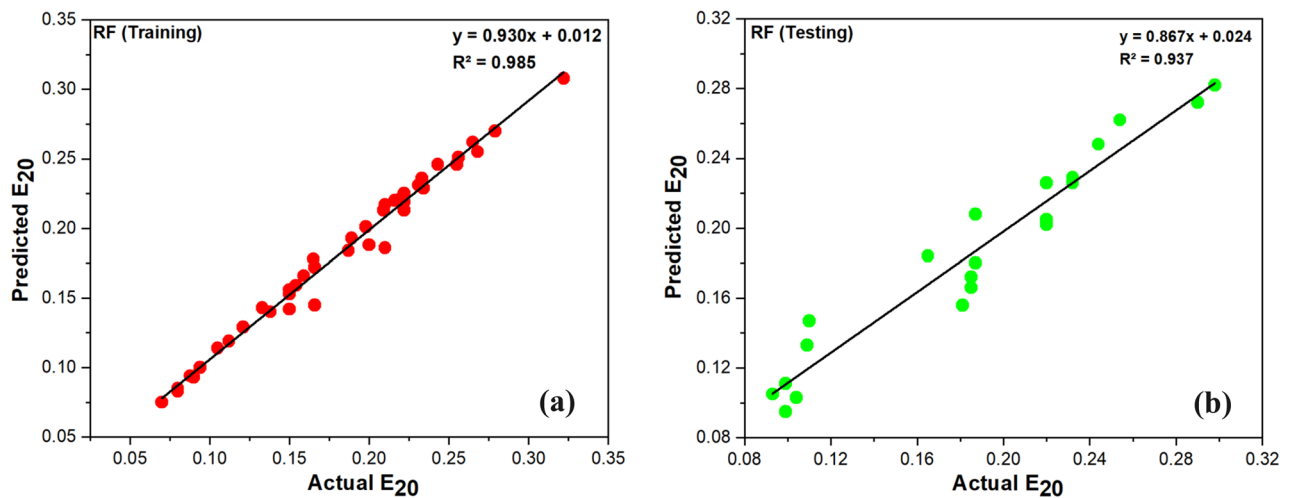 RF (Training)
y = 0.930x + 0.012
R² = 0.985
0.35
0.30
0.25
0.20
0.15
0.10
0.05
Predicted E20
0.05 0.10 0.15 0.20 0.25 0.30 0.35
Actual E20
(a)
RF (Testing)
y = 0.867x + 0.024
R² = 0.937
0.32
0.28
0.24
0.20
0.16
0.12
0.08
Predicted E20
0.08 0.12 0.16 0.20 0.24 0.28 0.32
Actual E20
(b)